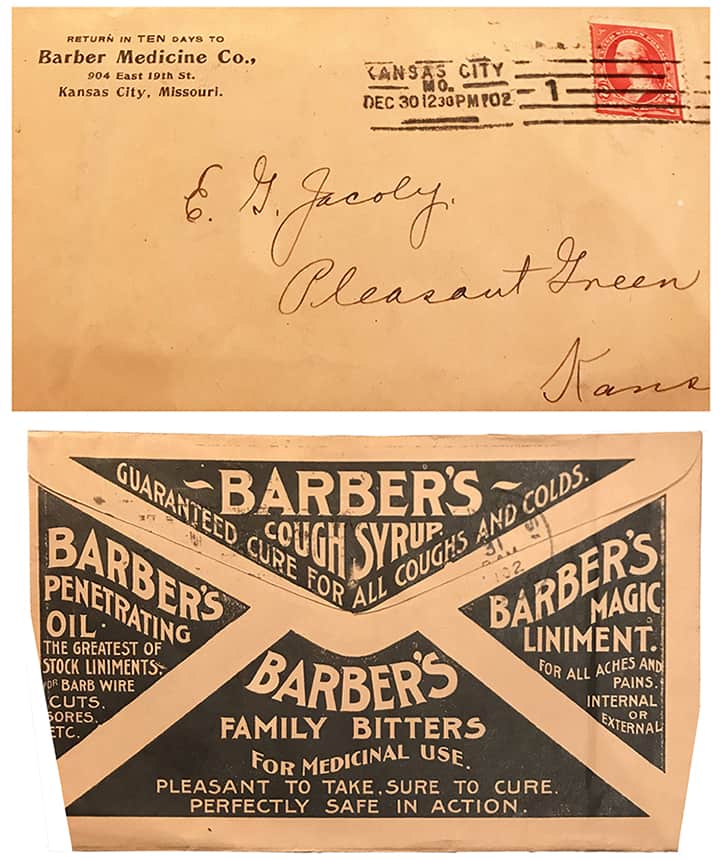 RETURN IN TEN DAYS TO
Barber Medicine Co.,
904 East 19th St.
Kansas City, Missouri.
KANSAS CITY
MO.
DEC 30 1230PM '02
1
E. G. Jacoly.
Pleasant Green
Kans
~BARBER'S~
COUGH SYRUP.
GUARANTEED CURE FOR ALL COUGHS AND COLDS.
31
'02
BARBER'S
PENETRATING
OIL.
THE GREATEST OF
STOCK LINIMENTS,
FOR BARB WIRE
CUTS.
SORES.
ETC.
BARBER'S
MAGIC
LINIMENT.
FOR ALL ACHES AND
PAINS.
INTERNAL
OR
EXTERNAL
BARBER'S
FAMILY BITTERS
FOR MEDICINAL USE.
PLEASANT TO TAKE. SURE TO CURE.
PERFECTLY SAFE IN ACTION.